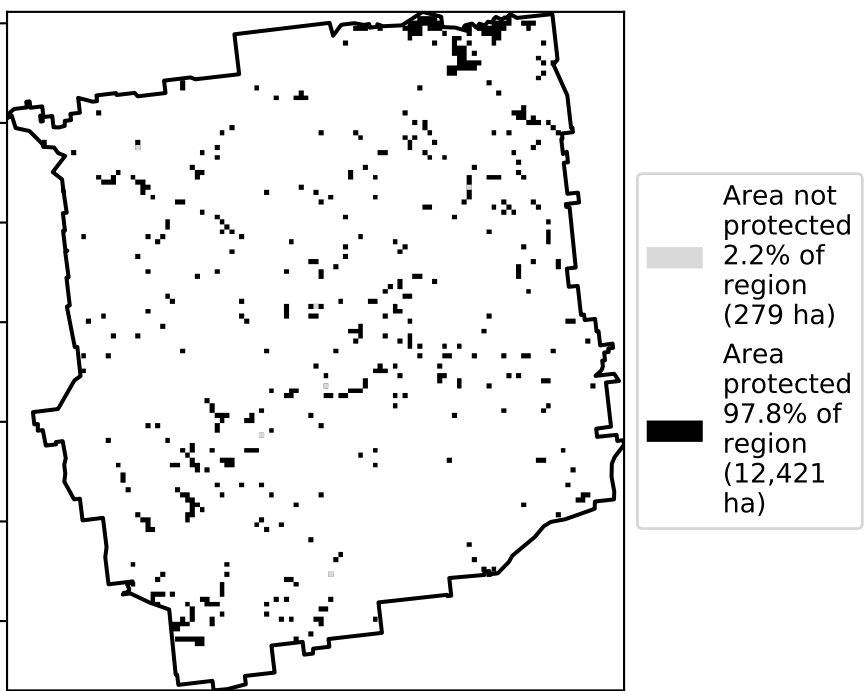 Area not
protected
2.2% of
region
(279 ha)
Area
protected
97.8% of
region
(12,421
ha)